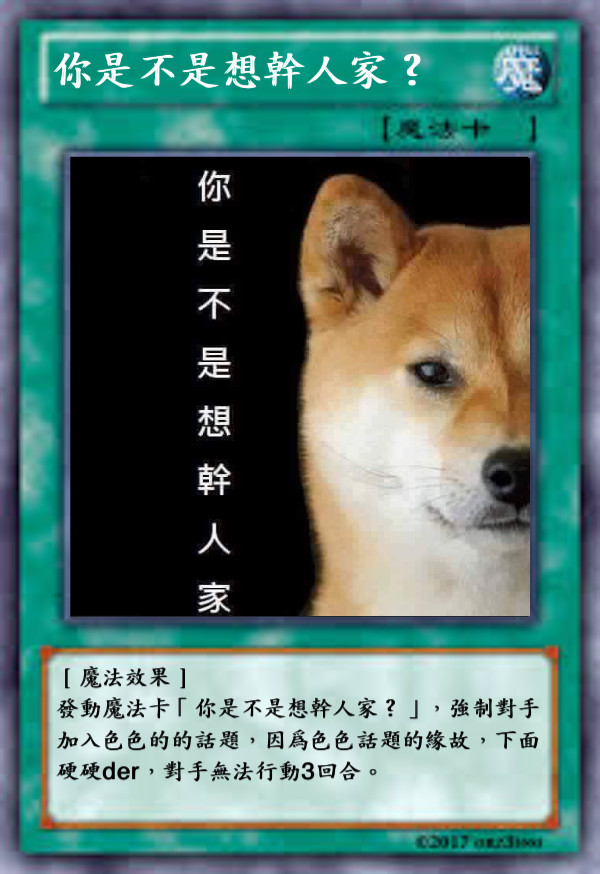 你是不是想幹人家？
魔
［魔法卡　］
你是不是想幹人家
［魔法效果］
發動魔法卡「你是不是想幹人家？」，強制對手
加入色色的的話題，因爲色色話題的緣故，下面
硬硬der，對手無法行動3回合。
©2017